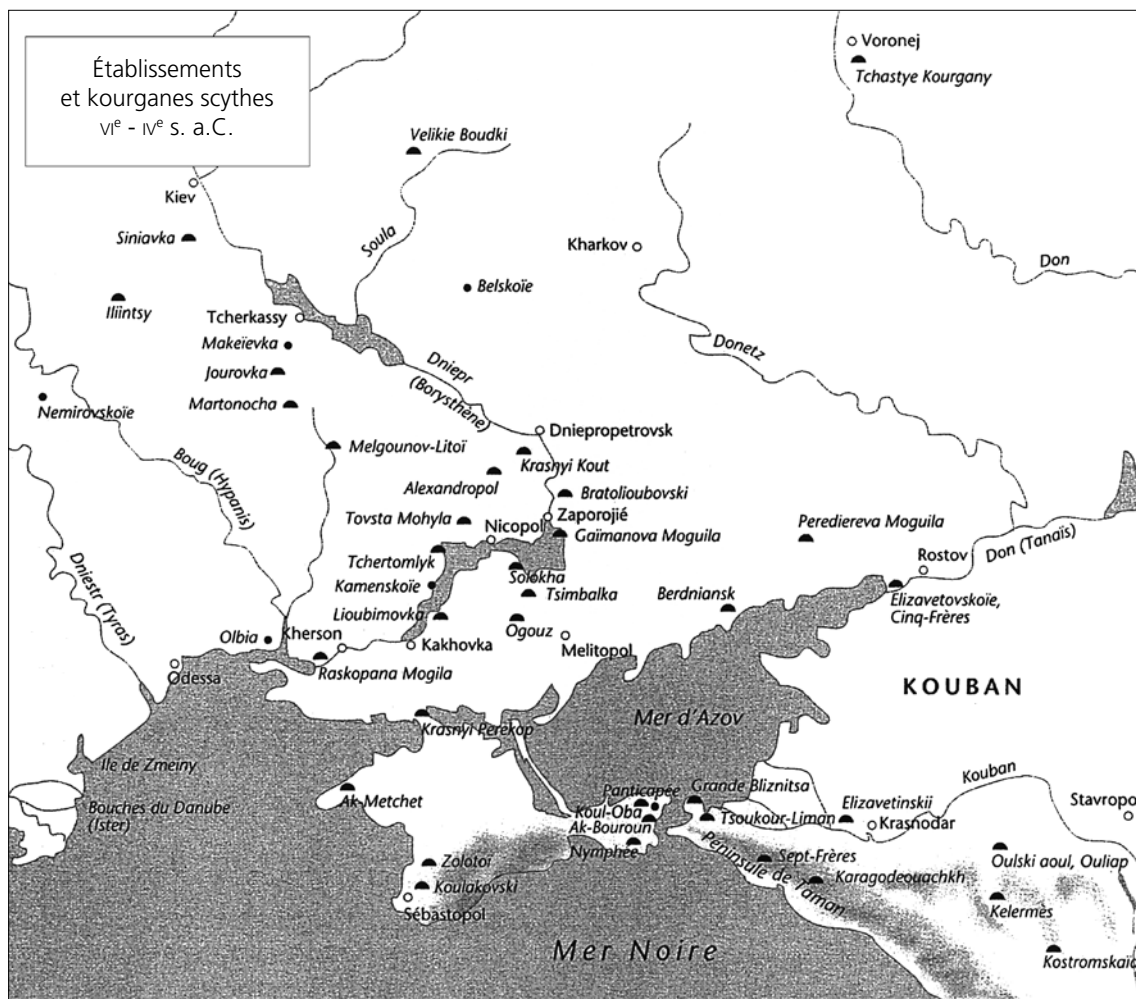 Établissements
et kourganes scythes
VIe - IVe s. a.C.
Voronej
Tchastye Kourgany
Velikie Boudki
Kiev
Siniavka
Soula
Kharkov
Don
Iliintsy
Belskoïe
Tcherkassy
Makeïevka
Jourovka
Dniepr
(Borysthène)
Donetz
Nemirovskoïe
Martonocha
Boug (Hypanis)
Melgounov-Litoï
Dniepropetrovsk
Krasnyi Kout
Alexandropol
Bratolioubovski
Tovsta Mohyla
Nicopol
Zaporojié
Gaïmanova Moguila
Perediereva Moguila
Rostov
Don (Tanaïs)
Dniestr (Tyras)
Tchertomlyk
Solokha
Kamenskoïe
Tsimbalka
Berdniansk
Elizavetovskoïe,
Cinq-Frères
Lioubimovka
Ogouz
Olbia
Kherson
Kakhovka
Melitopol
Odessa
Raskopana Mogila
KOUBAN
Krasnyi Perekop
Mer d'Azov
Ile de Zmeiny
Bouches du Danube
(Ister)
Ak-Metchet
Panticapée
Grande Bliznitsa
Kouban
Koul-Oba
Elizavetinskii
Stavropo
Ak-Bouroun
Tsoukour-Liman
Krasnodar
Nymphée
Peninsule de Taman
Sept-Frères
Oulski aoul, Ouliap
Zolotoï
Karagodeouachkh
Koulakovski
Kelermès
Sébastopol
Mer Noire
Kostromskaïa